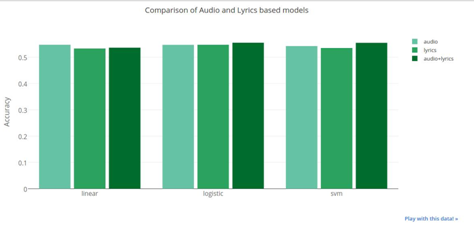 Comparison of Audio and Lyrics based models
audio
lyrics
audio+lyrics
Accuracy
0.5
0.4
0.3
0.2
0.1
0
linear
logistic
svm
Play with this data! »